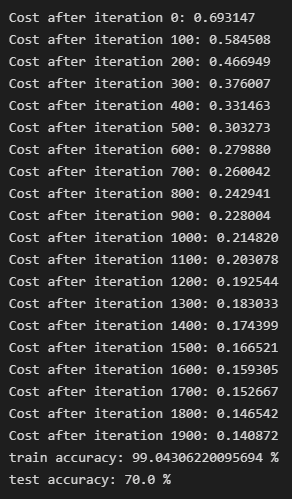 Cost after iteration 0: 0.693147
Cost after iteration 100: 0.584508
Cost after iteration 200: 0.466949
Cost after iteration 300: 0.376007
Cost after iteration 400: 0.331463
Cost after iteration 500: 0.303273
Cost after iteration 600: 0.279880
Cost after iteration 700: 0.260042
Cost after iteration 800: 0.242941
Cost after iteration 900: 0.228004
Cost after iteration 1000: 0.214820
Cost after iteration 1100: 0.203078
Cost after iteration 1200: 0.192544
Cost after iteration 1300: 0.183033
Cost after iteration 1400: 0.174399
Cost after iteration 1500: 0.166521
Cost after iteration 1600: 0.159305
Cost after iteration 1700: 0.152667
Cost after iteration 1800: 0.146542
Cost after iteration 1900: 0.140872
train accuracy: 99.04306220095694 %
test accuracy: 70.0 %